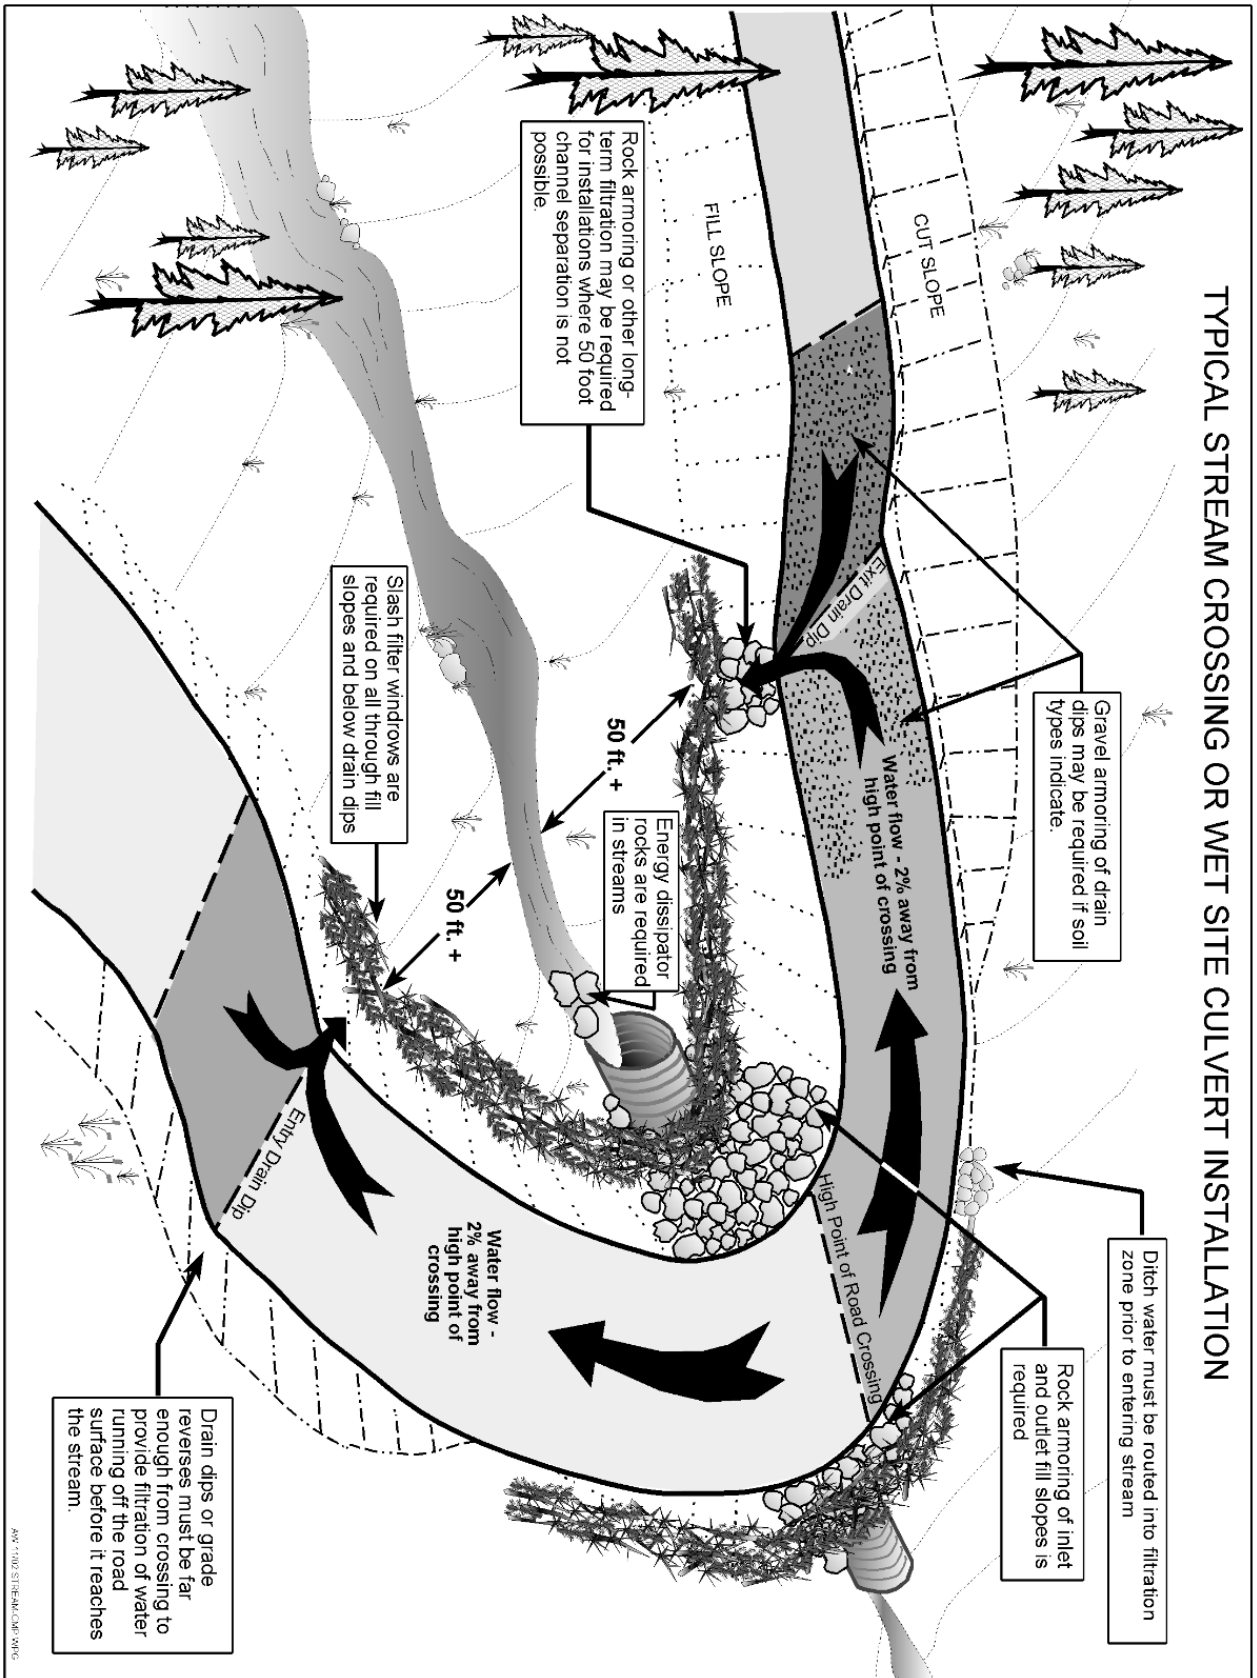 TYPICAL STREAM CROSSING OR WET SITE CULVERT INSTALLATION
CUT SLOPE
FILL SLOPE
Rock armoring or other long-
term filtration may be required
for installations where 50 foot
channel separation is not
possible.
Gravel armoring of drain
dips may be required if soil
types indicate.
Exit Drain Dip
Water flow - 2% away from
high point of crossing
50 ft. +
Energy dissipator
rocks are required
in streams
Slash filter windrows are
required on all through fill
slopes and below drain dips
50 ft. +
Ditch water must be routed into filtration
zone prior to entering stream
High Point of Road Crossing
Rock armoring of inlet
and outlet fill slopes is
required
Entry Drain Dip
Water flow -
2% away from
high point of
crossing
Drain dips or grade
reverses must be far
enough from crossing to
provide filtration of water
running off of the road
surface before it reaches
the stream.
STREAM-CMP.WPG